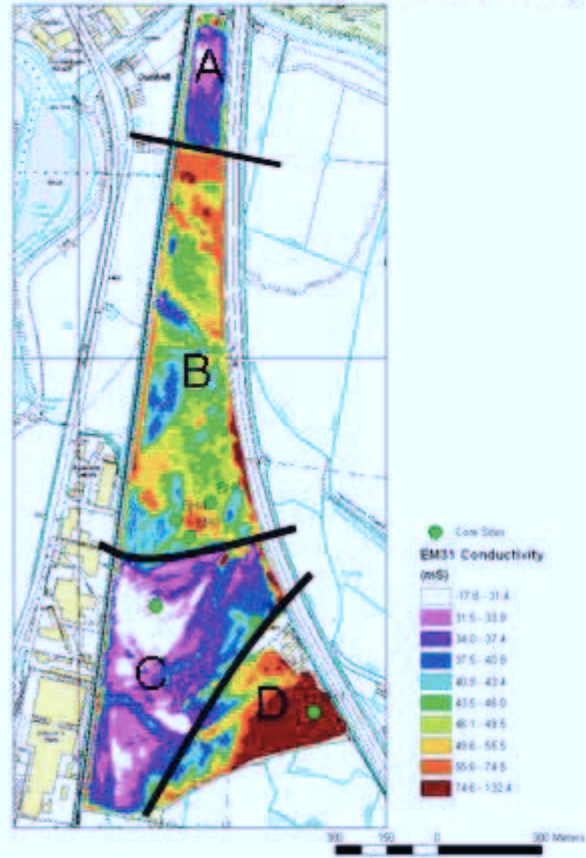 A
B
C
D
Core Sites
EM31 Conductivity
(mS)
-17.8 - 31.4
31.5 - 33.9
34.0 - 37.4
37.5 - 40.8
40.9 - 43.4
43.5 - 46.0
46.1 - 49.5
49.6 - 55.5
55.6 - 74.5
74.6 - 132.4
300 150 0 300 Meters